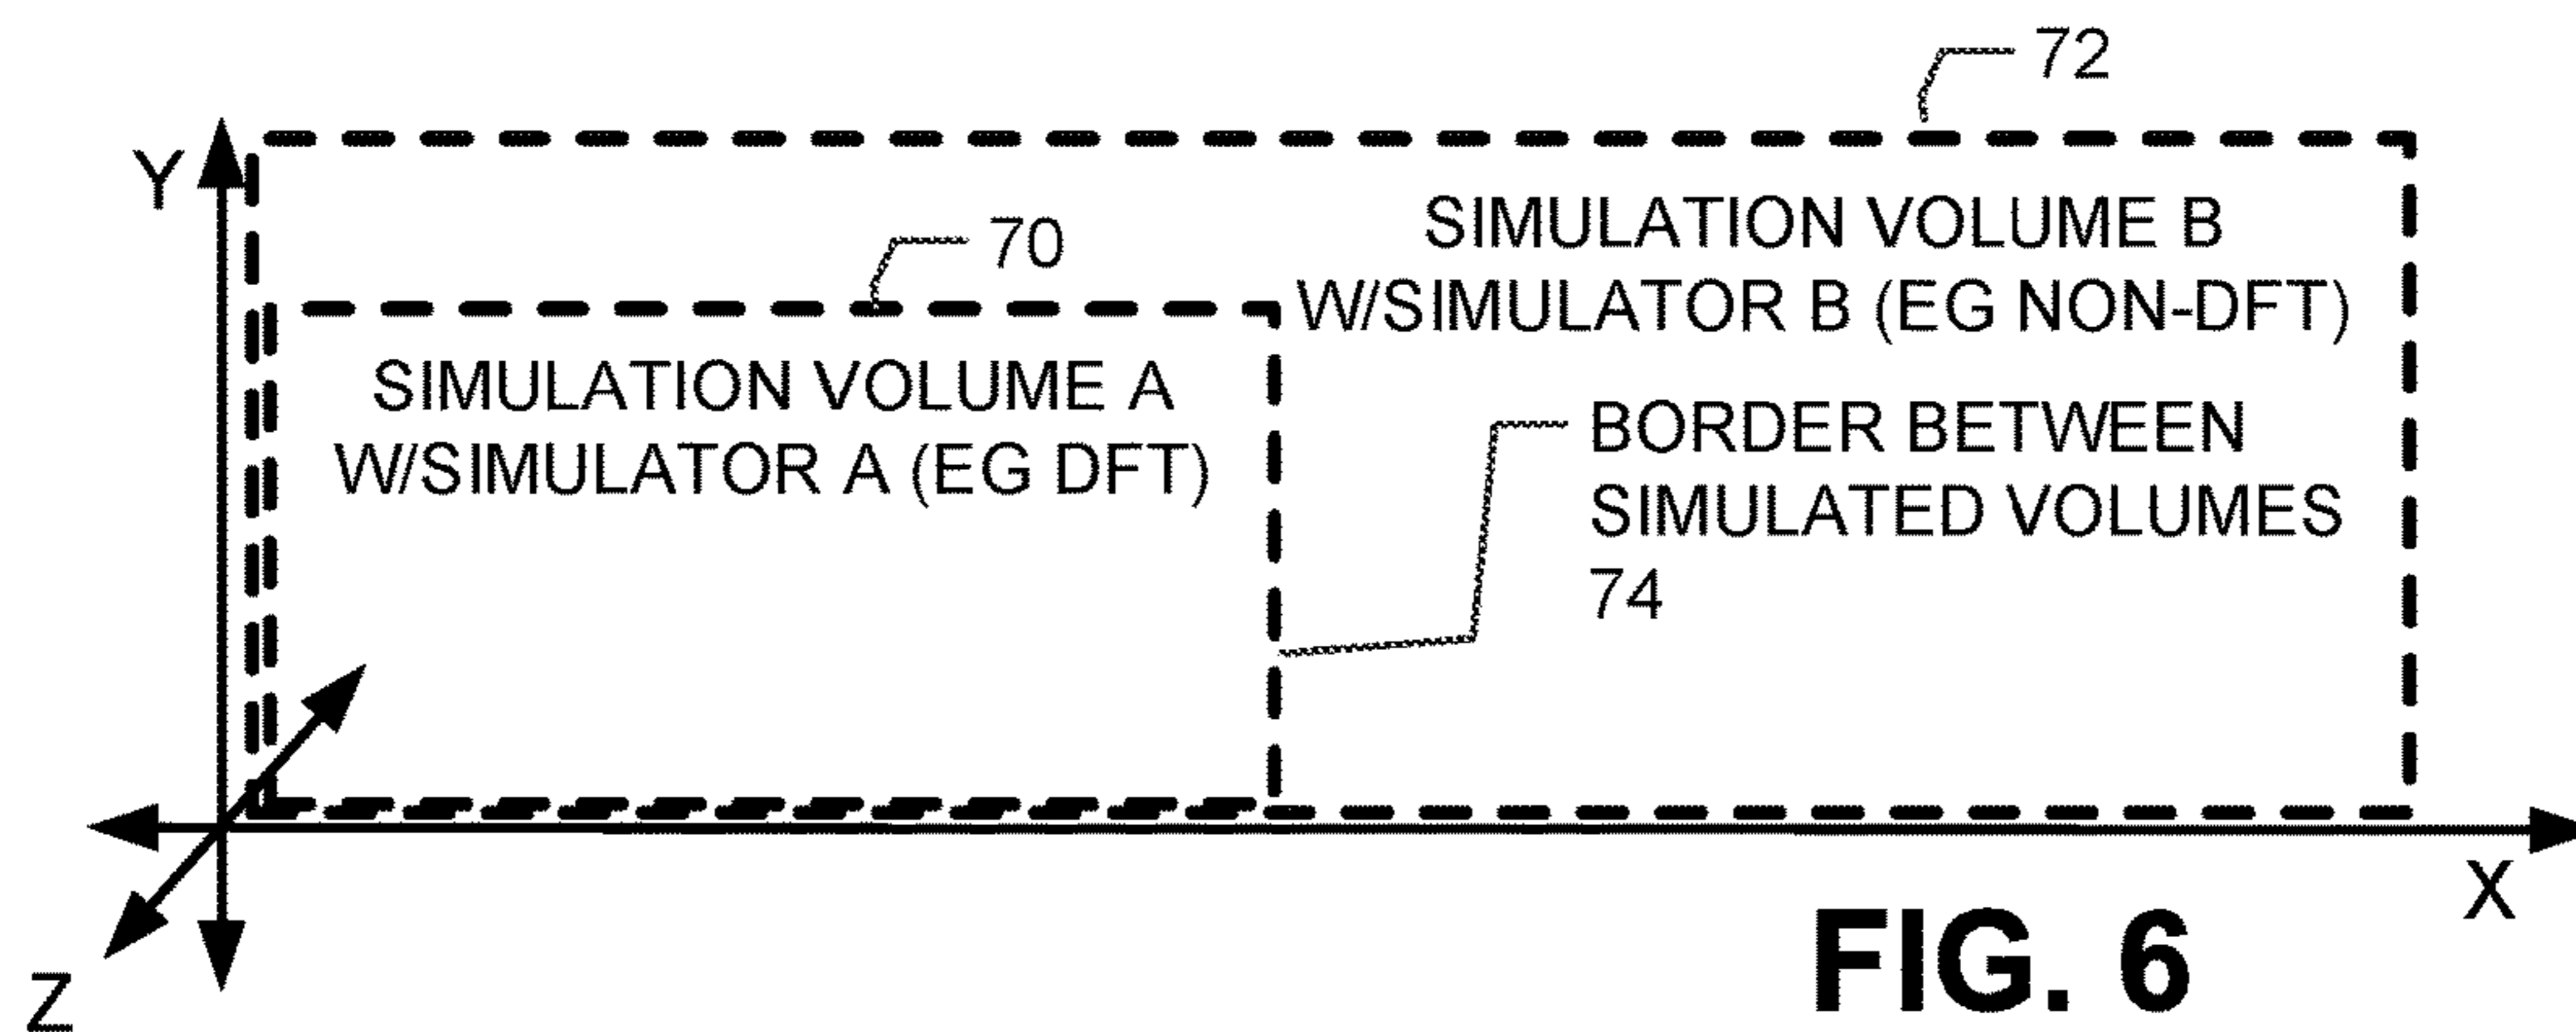 72
Y
70
SIMULATION VOLUME B
W/SIMULATOR B (EG NON-DFT)
SIMULATION VOLUME A
W/SIMULATOR A (EG DFT)
BORDER BETWEEN
SIMULATED VOLUMES
74
X
Z
FIG. 6